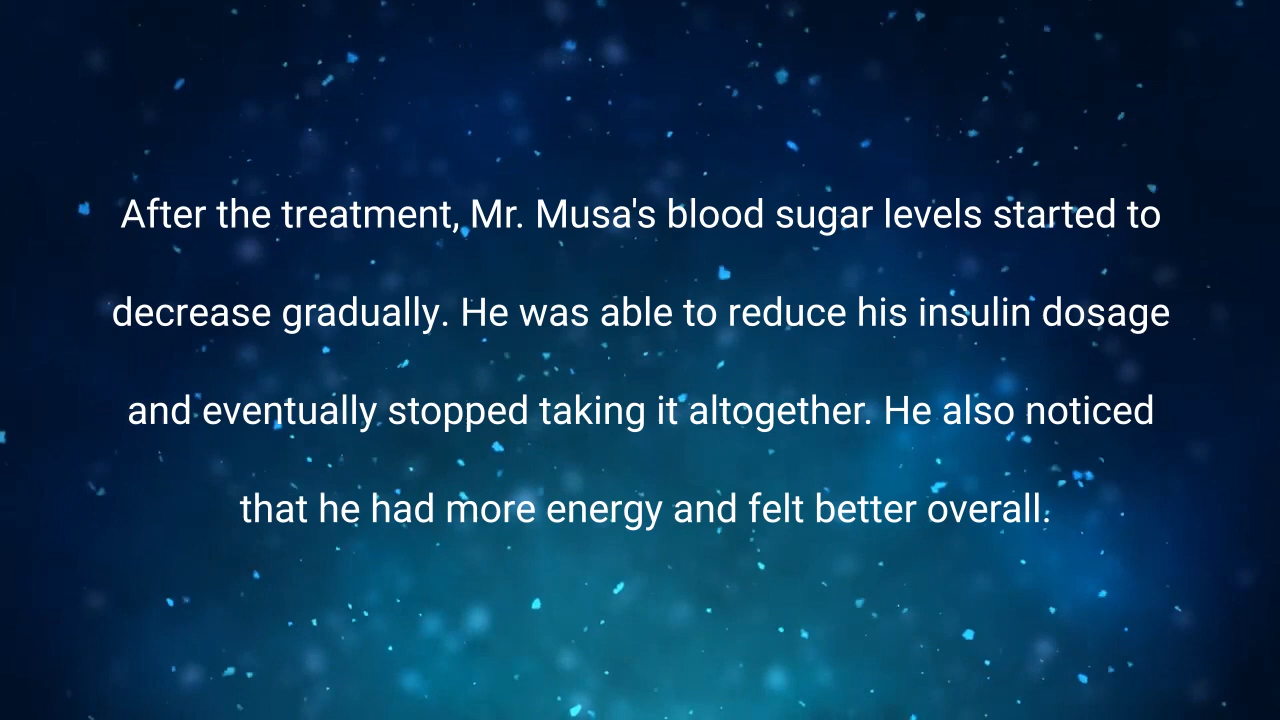 After the treatment, Mr. Musa's blood sugar levels started to
decrease gradually. He was able to reduce his insulin dosage
and eventually stopped taking it altogether. He also noticed
that he had more energy and felt better overall.